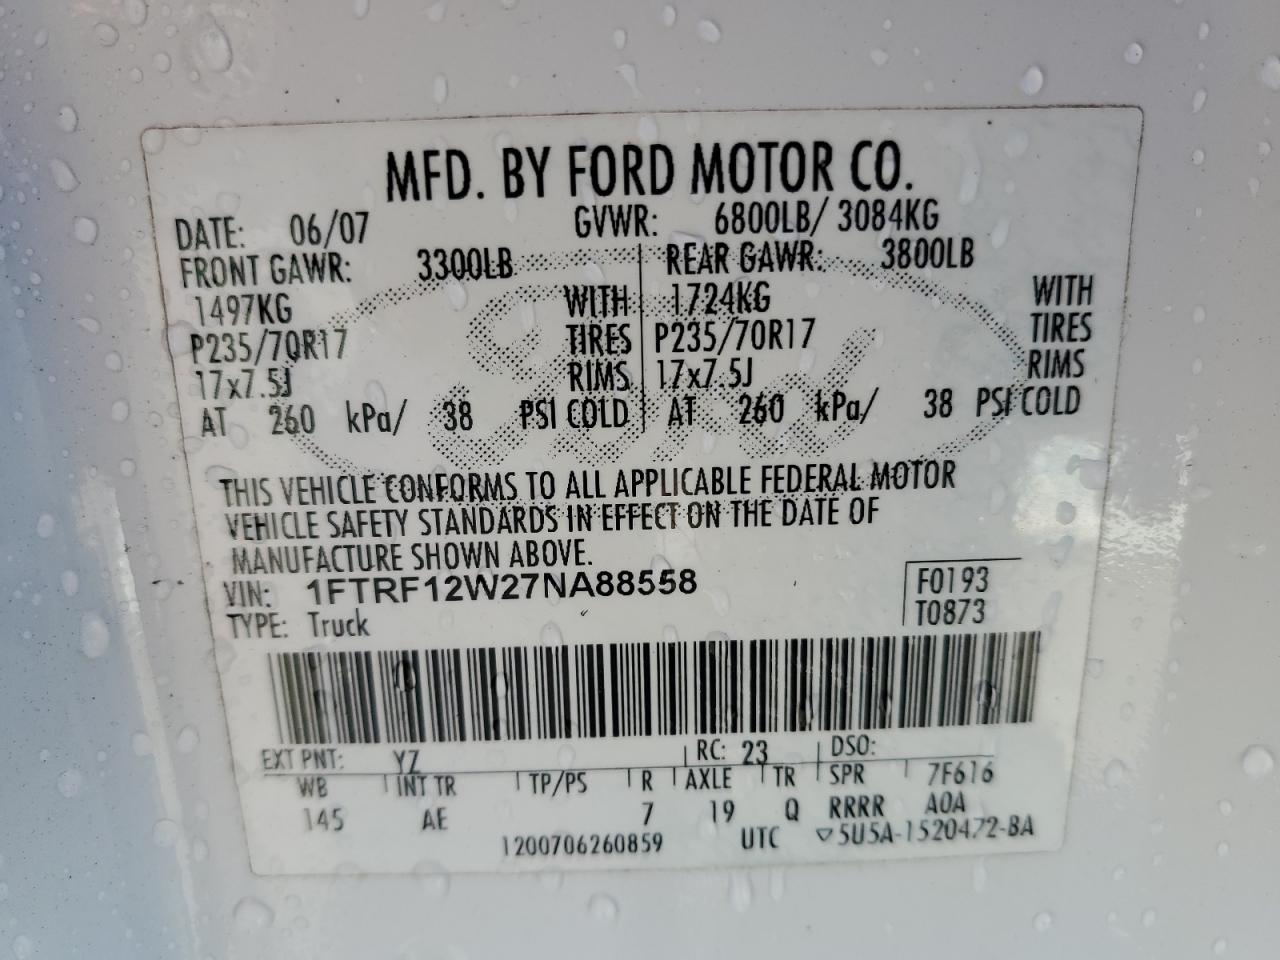 MFD. BY FORD MOTOR CO.
DATE: 06/07 GVWR: 6800LB/ 3084KG
FRONT GAWR: 3300LB REAR GAWR: 3800LB
1497KG WITH 1724KG WITH
P235/70R17 TIRES P235/70R17 TIRES
17x7.5J RIMS 17x7.5J RIMS
AT 260 kPa/ 38 PSI COLD AT 260 kPa/ 38 PSI COLD
THIS VEHICLE CONFORMS TO ALL APPLICABLE FEDERAL MOTOR
VEHICLE SAFETY STANDARDS IN EFFECT ON THE DATE OF
MANUFACTURE SHOWN ABOVE.
VIN: 1FTRF12W27NA88558 F0193
TYPE: Truck T0873
EXT PNT: YZ RC: 23 DSO:
WB INT TR TP/PS R AXLE TR SPR 7F616
145 AE 7 19 Q RRRR A0A
1200706260859 UTC ▽5U5A-1520472-BA
Ford